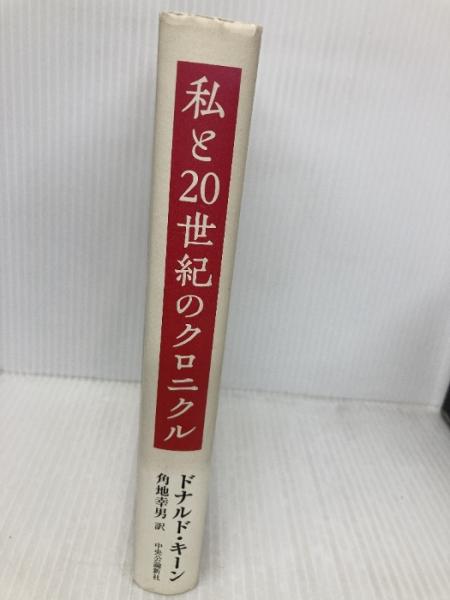 私と20世紀のクロニクル
ドナルド・キーン
角地幸男 訳
中央公論新社